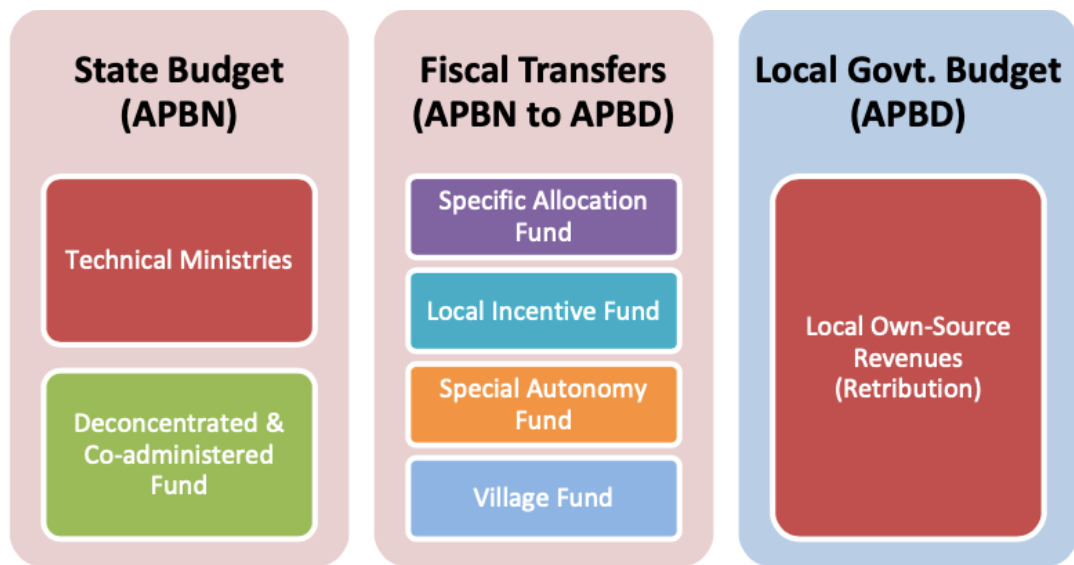 State Budget
(APBN)
Technical Ministries
Deconcentrated &
Co-administered
Fund
Fiscal Transfers
(APBN to APBD)
Specific Allocation
Fund
Local Incentive Fund
Special Autonomy
Fund
Village Fund
Local Govt. Budget
(APBD)
Local Own-Source
Revenues
(Retribution)